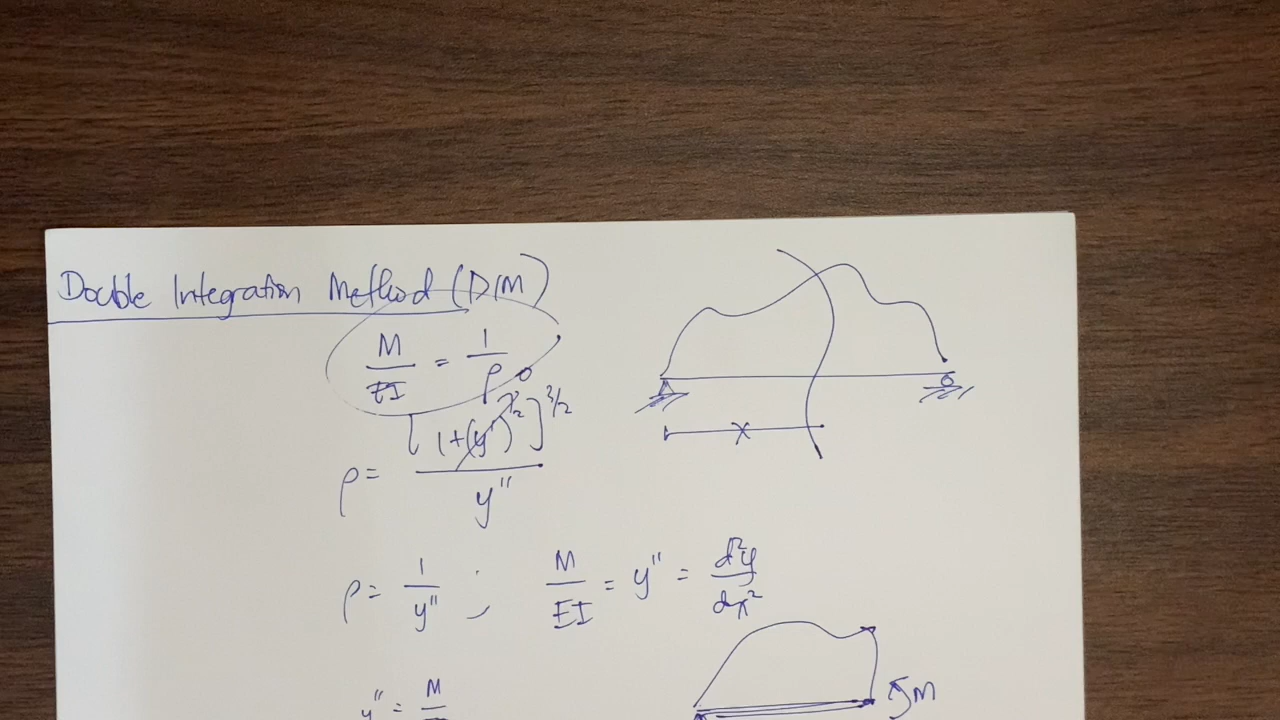 Double Integration Method (DIM)
M/EI = 1/ρ
ρ = [1+(y')²]^3/2 / y''
x
ρ = 1/y'' ; M/EI = y'' = d²y/dx²
y'' = M
M